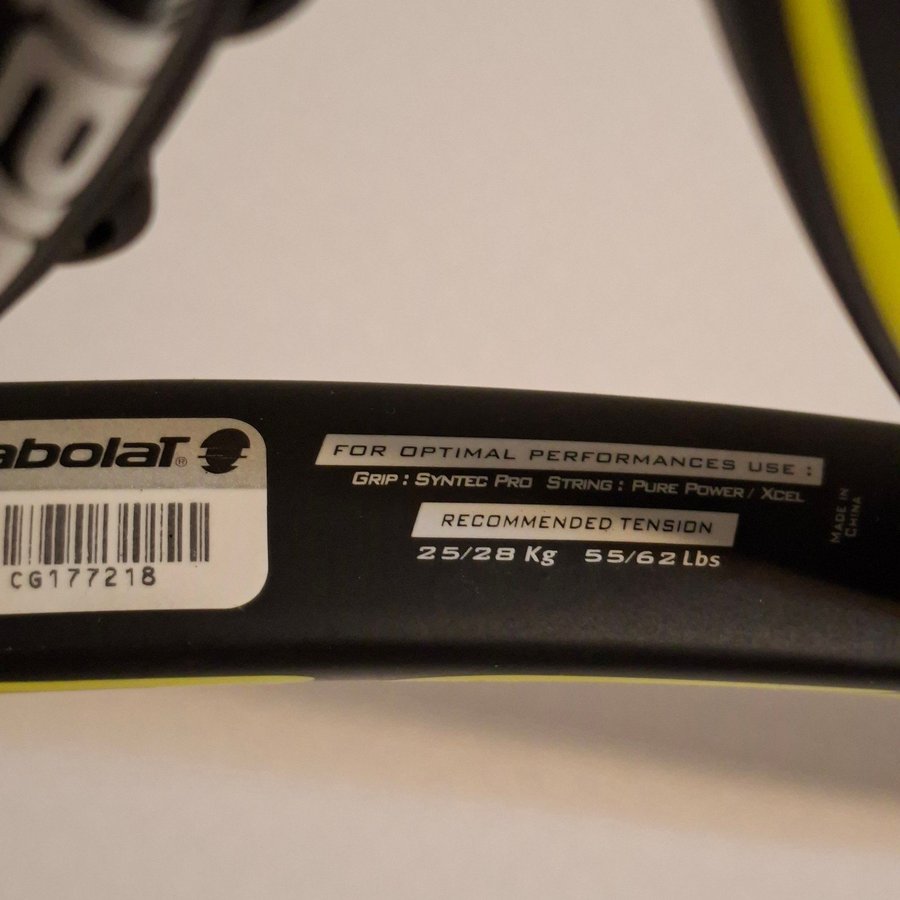 abolaT®
CG177218
FOR OPTIMAL PERFORMANCES USE :
GRIP : SYNTEC PRO STRING : PURE POWER / XCEL
RECOMMENDED TENSION
25/28 Kg 55/62 Lbs
MADE IN
CHINA